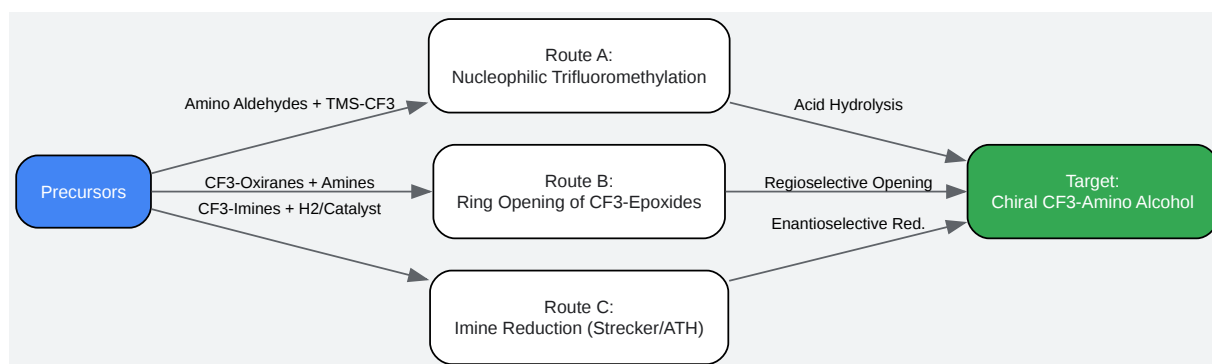 Route A:
Nucleophilic Trifluoromethylation
Amino Aldehydes + TMS-CF3
Acid Hydrolysis
Precursors
CF3-Oxiranes + Amines
CF3-Imines + H2/Catalyst
Route B:
Ring Opening of CF3-Epoxides
Regioselective Opening
Enantioselective Red.
Target:
Chiral CF3-Amino Alcohol
Route C:
Imine Reduction (Strecker/ATH)